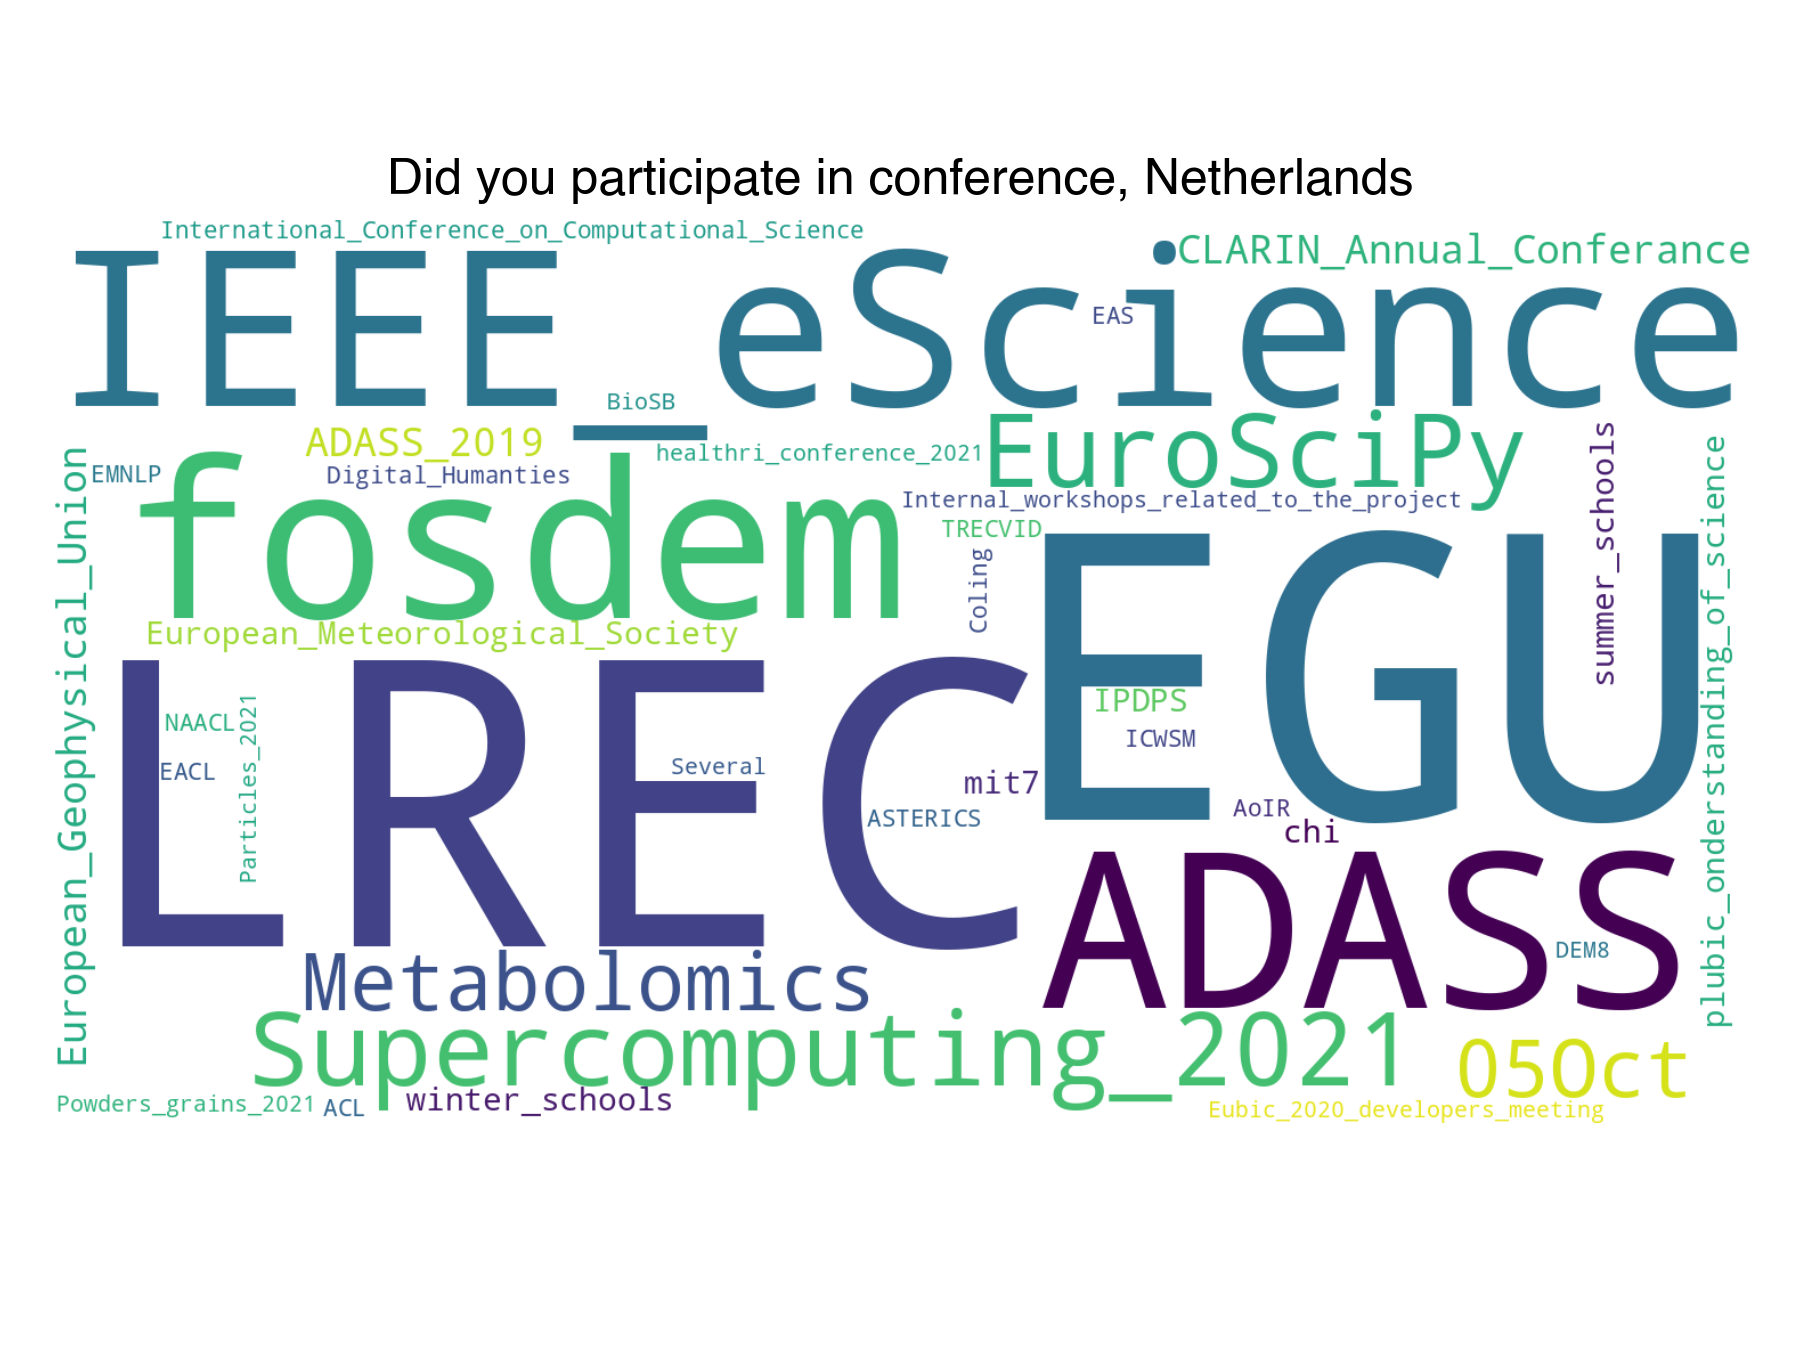 Did you participate in conference, Netherlands
International_Conference_on_Computational_Science
CLARIN_Annual_Conferance
IEEE_eScience
EAS
BioSB
ADASS_2019
EuroSciPy
healthri_conference_2021
EMNLP
Digital_Humanties
fosdem
Internal_workshops_related_to_the_project
summer_schools
TRECVID
Coling
European_Geophysical_Union
plubic_onderstanding_of_science
European_Meteorological_Society
EGU
LREC
IPDPS
NAACL
ICWSM
Particles_2021
EACL
Several
mit7
AoIR
ASTERICS
chi
ADASS
DEM8
Metabolomics
Supercomputing_2021
05Oct
Powders_grains_2021
ACL
winter_schools
Eubic_2020_developers_meeting